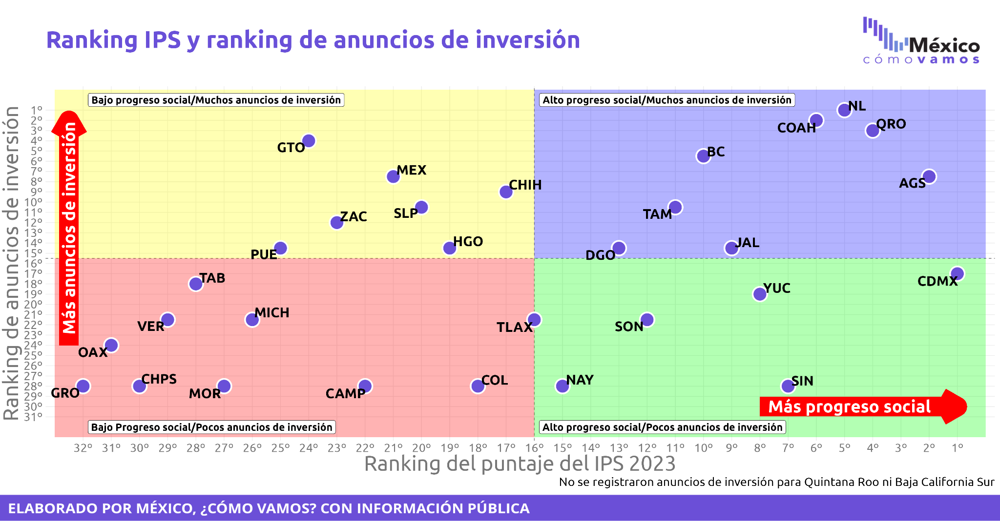 Ranking IPS y ranking de anuncios de inversión
México
cómovamos
Bajo progreso social/Muchos anuncios de inversión
Alto progreso social/Muchos anuncios de inversión
Ranking de anuncios de inversión
1°
2°
3°
4°
5°
6°
7°
8°
9°
10°
11°
12°
13°
14°
15°
16°
17°
18°
19°
20°
21°
22°
23°
24°
25°
26°
27°
28°
29°
30°
31°
Más anuncios de inversión
NL
COAH
QRO
GTO
BC
MEX
AGS
CHIH
SLP
TAM
ZAC
HGO
JAL
PUE
DGO
TAB
CDMX
YUC
MICH
VER
TLAX
SON
OAX
CHPS
GRO
MOR
CAMP
COL
NAY
SIN
Más progreso social
Bajo Progreso social/Pocos anuncios de inversión
Alto progreso social/Pocos anuncios de inversión
32° 31° 30° 29° 28° 27° 26° 25° 24° 23° 22° 21° 20° 19° 18° 17° 16° 15° 14° 13° 12° 11° 10° 9° 8° 7° 6° 5° 4° 3° 2° 1°
Ranking del puntaje del IPS 2023
No se registraron anuncios de inversión para Quintana Roo ni Baja California Sur
ELABORADO POR MÉXICO, ¿CÓMO VAMOS? CON INFORMACIÓN PÚBLICA